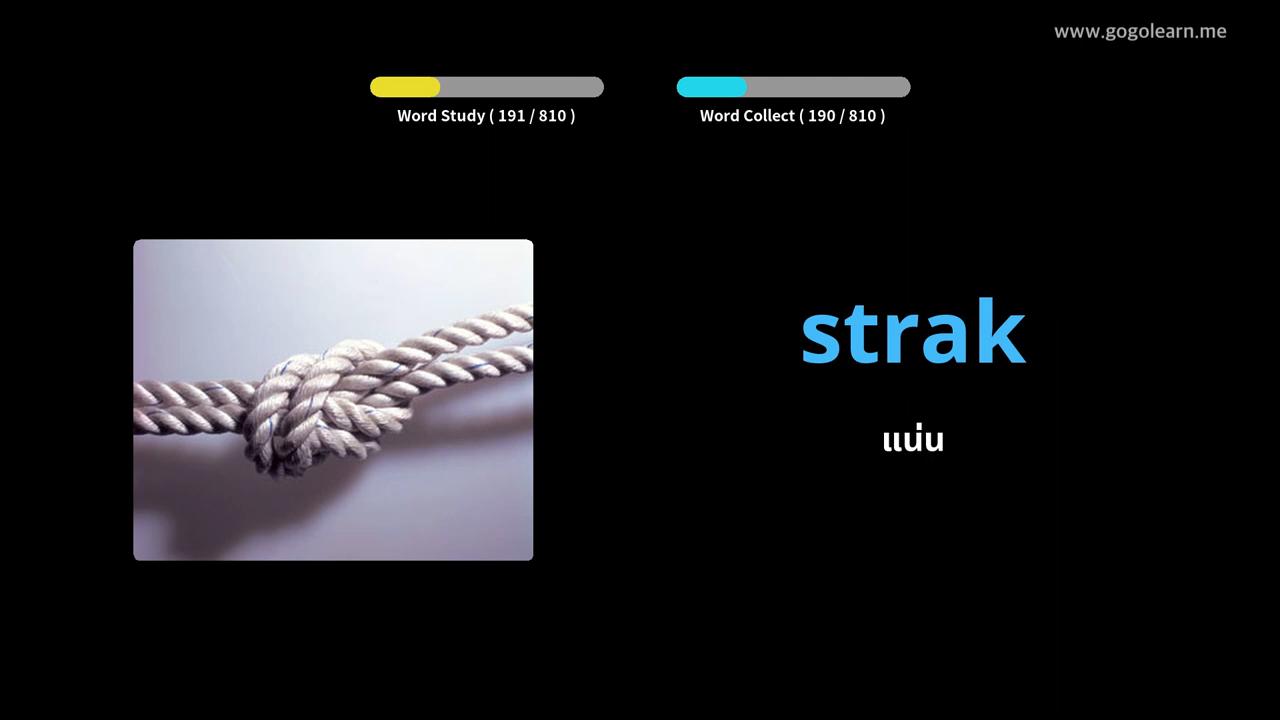 www.gogolearn.me
Word Study ( 191 / 810 )
Word Collect ( 190 / 810 )
strak
แน่น